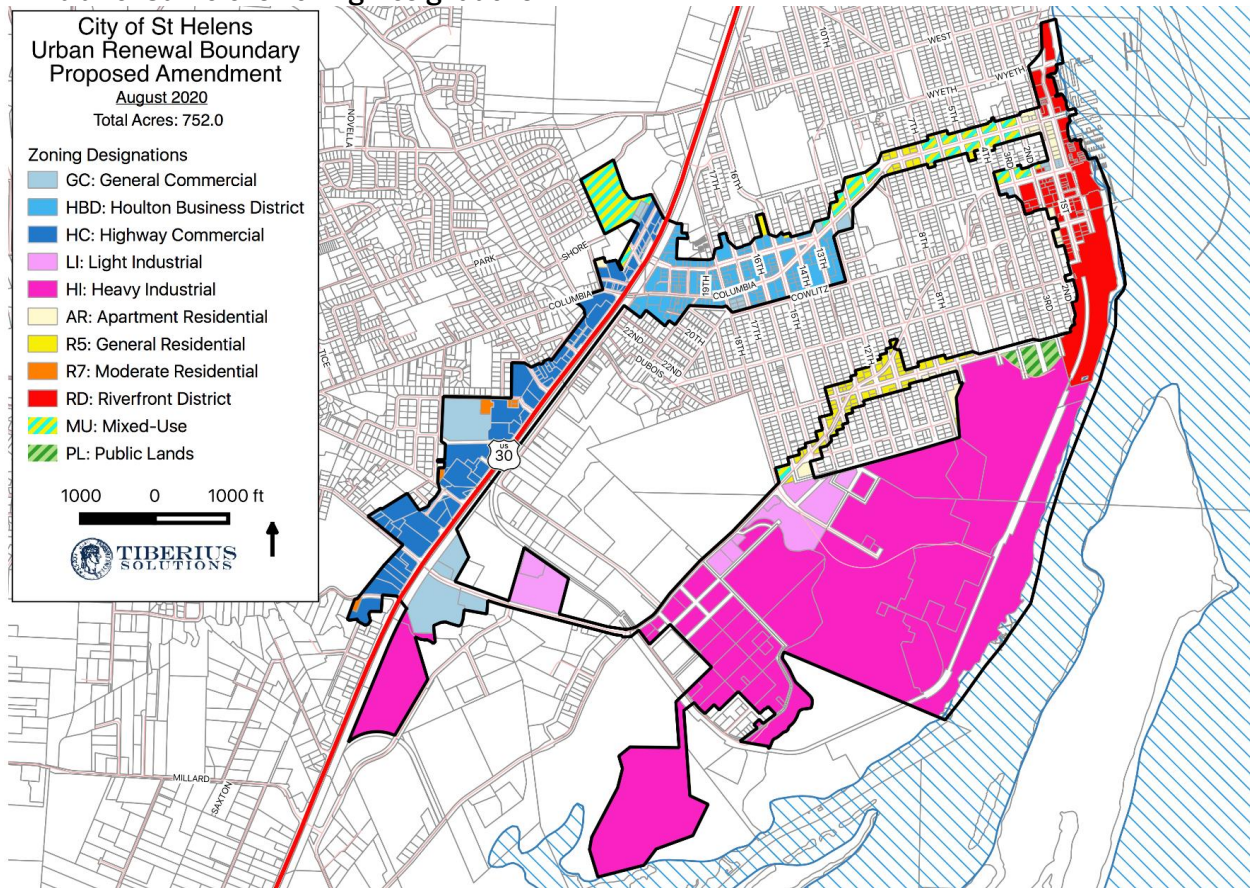 City of St Helens
Urban Renewal Boundary
Proposed Amendment
August 2020
Total Acres: 752.0
Zoning Designations
GC: General Commercial
HBD: Houlton Business District
HC: Highway Commercial
LI: Light Industrial
HI: Heavy Industrial
AR: Apartment Residential
R5: General Residential
R7: Moderate Residential
RD: Riverfront District
MU: Mixed-Use
PL: Public Lands
1000 0 1000 ft
TIBERIUS
SOLUTIONS
10TH
WEST
WYETH
WYETH
NOVELLA
7TH
5TH
4TH
3RD
2ND
1ST
17TH
16TH
SHORE
PARK
COLUMBIA
19TH
16TH
14TH
13TH
COLUMBIA
COWLITZ
8TH
8TH
3RD
2ND
TICE
22ND
20TH
DUBOIS
22ND
18TH
17TH
15TH
12TH
US
30
MILLARD
SAXTON